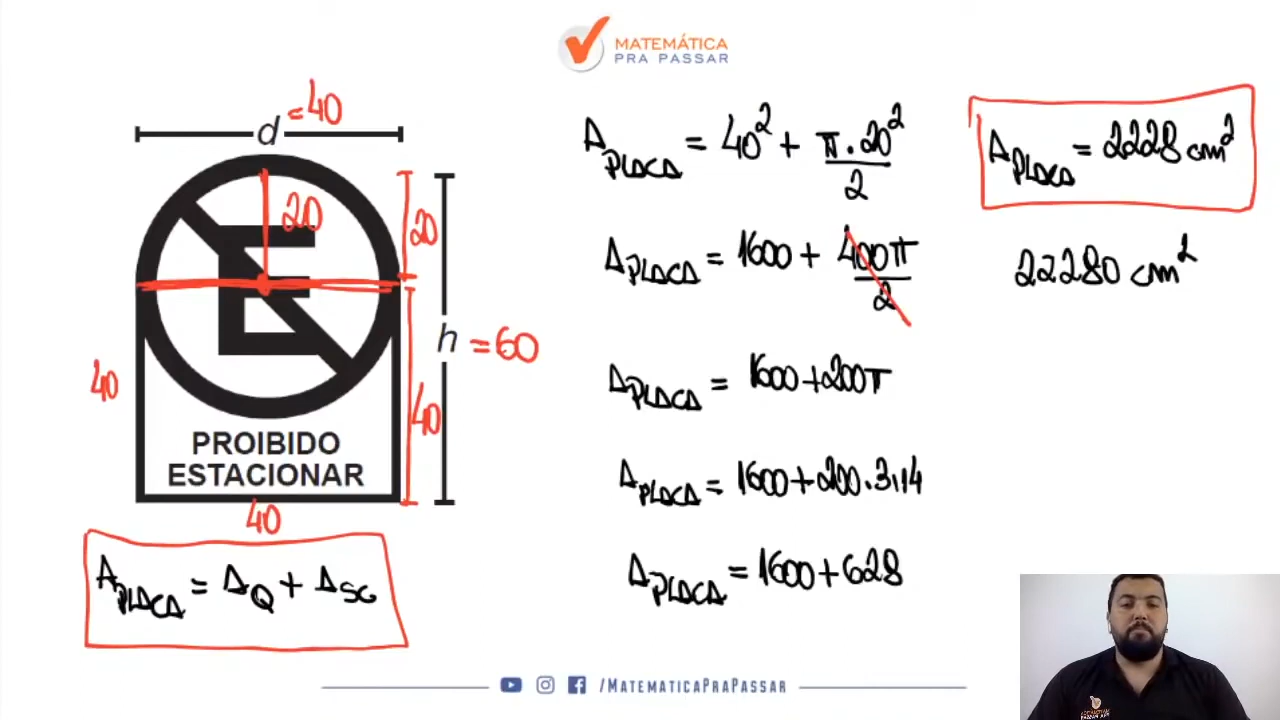 MATEMÁTICA
PRA PASSAR
d = 40
20
20
h = 60
40
40
PROIBIDO
ESTACIONAR
40
A PLACA = A Q + A SC
A PLACA = 40² + π . 20² / 2
A PLACA = 1600 + 400π / 2
A PLACA = 1600 + 200π
A PLACA = 1600 + 200 . 3,14
A PLACA = 1600 + 628
A PLACA = 2228 cm²
22280 cm²
/MATEMATICAPRAPASSAR